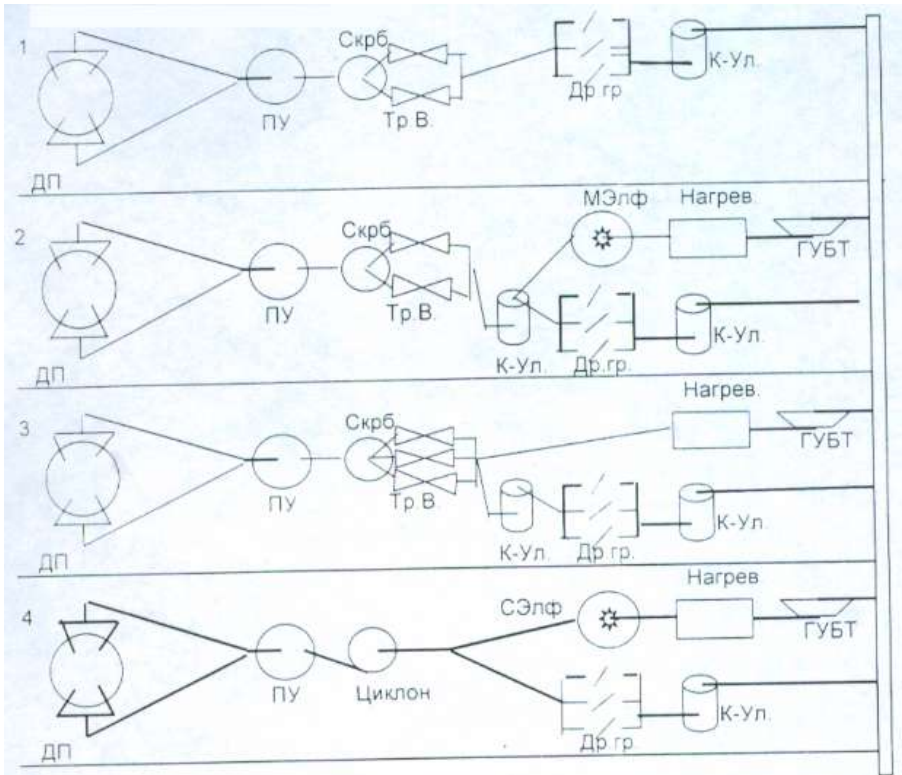 1
Скрб
К-Ул.
Др.гр
ПУ
Тр.В.
ДП
2
МЭлф
Нагрев.
Скрб
ГУБТ
ПУ
Тр.В.
К-Ул.
К-Ул.
Др.гр.
ДП
3
Нагрев.
Скрб
ГУБТ
ПУ
Тр.В.
К-Ул.
К-Ул.
Др.гр.
ДП
4
Нагрев
СЭлф
ГУБТ
ПУ
Циклон
К-Ул.
Др.гр
ДП